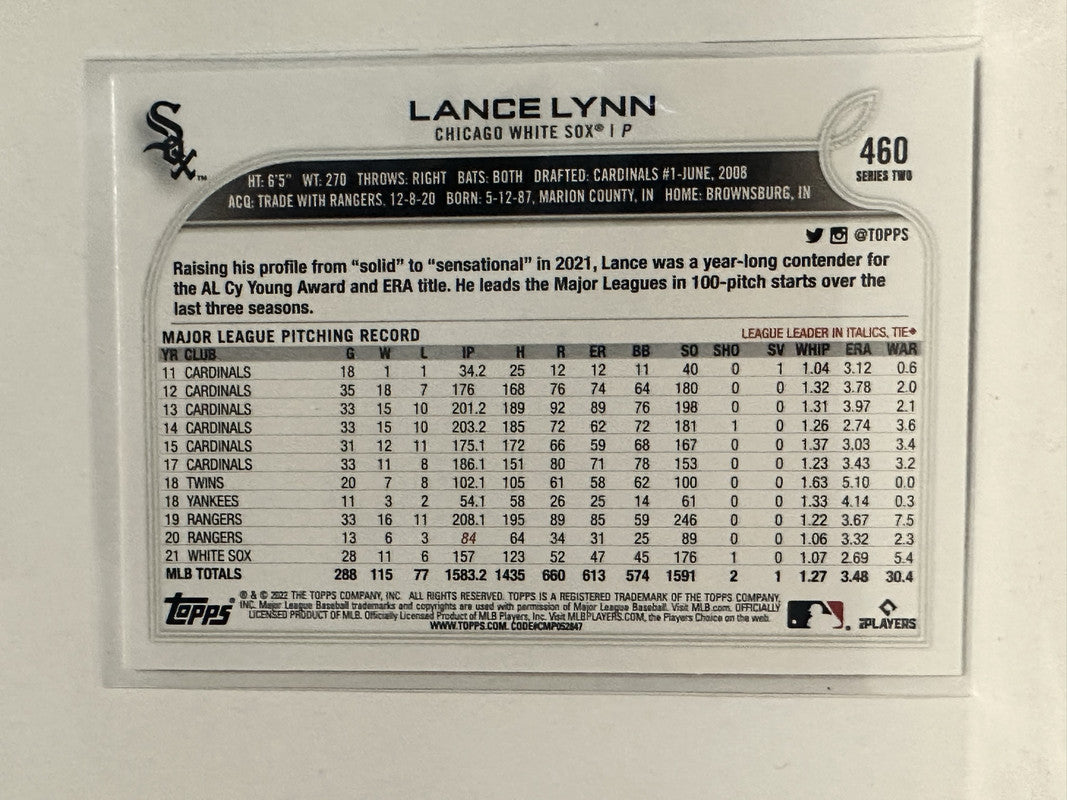 Sox™
LANCE LYNN
CHICAGO WHITE SOX® | P
460
SERIES TWO
HT: 6'5" WT: 270 THROWS: RIGHT BATS: BOTH DRAFTED: CARDINALS #1-JUNE, 2008
ACQ: TRADE WITH RANGERS, 12-8-20 BORN: 5-12-87, MARION COUNTY, IN HOME: BROWNSBURG, IN
@TOPPS
Raising his profile from “solid” to “sensational” in 2021, Lance was a year-long contender for
the AL Cy Young Award and ERA title. He leads the Major Leagues in 100-pitch starts over the
last three seasons.
MAJOR LEAGUE PITCHING RECORD LEAGUE LEADER IN ITALICS, TIE♦
YR CLUB G W L IP H R ER BB SO SHO SV WHIP ERA WAR
11 CARDINALS 18 1 1 34.2 25 12 12 11 40 0 1 1.04 3.12 0.6
12 CARDINALS 35 18 7 176 168 76 74 64 180 0 0 1.32 3.78 2.0
13 CARDINALS 33 15 10 201.2 189 92 89 76 198 0 0 1.31 3.97 2.1
14 CARDINALS 33 15 10 203.2 185 72 62 72 181 1 0 1.26 2.74 3.6
15 CARDINALS 31 12 11 175.1 172 66 59 68 167 0 0 1.37 3.03 3.4
17 CARDINALS 33 11 8 186.1 151 80 71 78 153 0 0 1.23 3.43 3.2
18 TWINS 20 7 8 102.1 105 61 58 62 100 0 0 1.63 5.10 0.0
18 YANKEES 11 3 2 54.1 58 26 25 14 61 0 0 1.33 4.14 0.3
19 RANGERS 33 16 11 208.1 195 89 85 59 246 0 0 1.22 3.67 7.5
20 RANGERS 13 6 3 84 64 34 31 25 89 0 0 1.06 3.32 2.3
21 WHITE SOX 28 11 6 157 123 52 47 45 176 1 0 1.07 2.69 5.4
MLB TOTALS 288 115 77 1583.2 1435 660 613 574 1591 2 1 1.27 3.48 30.4
Topps®
® & © 2022 THE TOPPS COMPANY, INC. ALL RIGHTS RESERVED. TOPPS IS A REGISTERED TRADEMARK OF THE TOPPS COMPANY,
INC. Major League Baseball trademarks and copyrights are used with permission of Major League Baseball. Visit MLB.com. OFFICIALLY
LICENSED PRODUCT OF MLB. Officially Licensed Product of MLB Players, Inc. Visit MLBPLAYERS.COM, the Players Choice on the web.
WWW.TOPPS.COM. CODE#CMP052847
PLAYERS